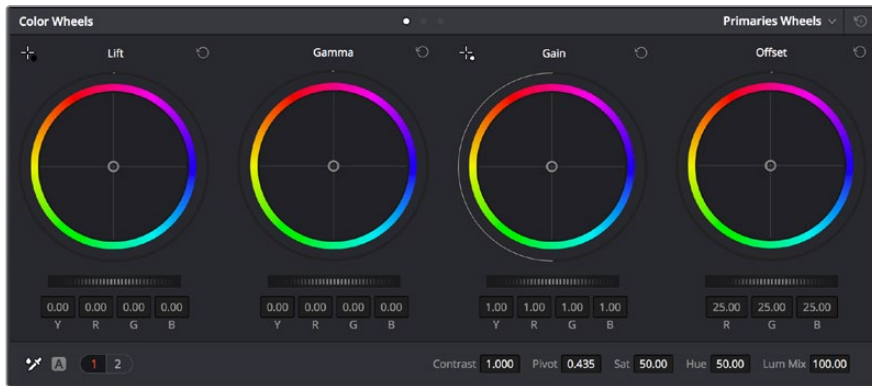 Color Wheels Primaries Wheels
Lift Gamma Gain Offset
0.00 0.00 0.00 0.00 0.00 0.00 0.00 0.00 1.00 1.00 1.00 1.00 25.00 25.00 25.00
Y R G B Y R G B Y R G B R G B
A 1 2 Contrast 1.000 Pivot 0.435 Sat 50.00 Hue 50.00 Lum Mix 100.00